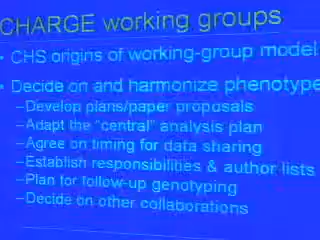 CHARGE working groups
• CHS origins of working-group model
• Decide on and harmonize phenotype
–Develop plans/paper proposals
–Adapt the "central" analysis plan
–Agree on timing for data sharing
–Establish responsibilities & author lists
–Plan for follow-up genotyping
–Decide on other collaborations